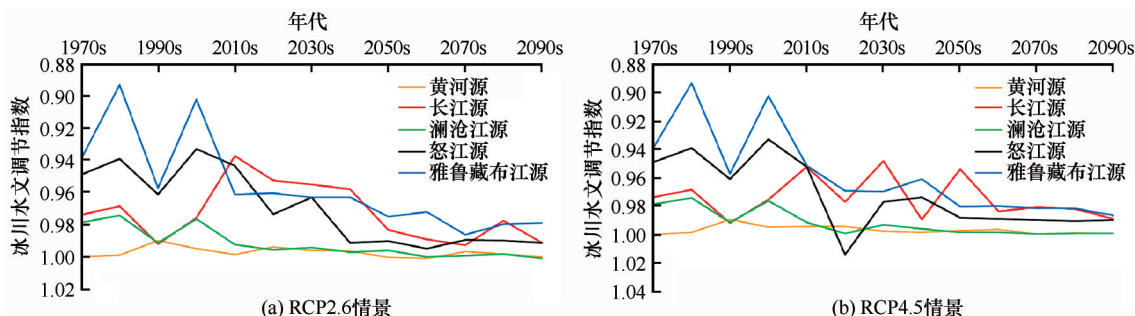 年代
1970s 1990s 2010s 2030s 2050s 2070s 2090s
冰川水文调节指数
0.88
0.90
0.92
0.94
0.96
0.98
1.00
1.02
黄河源
长江源
澜沧江源
怒江源
雅鲁藏布江源
(a) RCP2.6情景
年代
1970s 1990s 2010s 2030s 2050s 2070s 2090s
冰川水文调节指数
0.88
0.90
0.92
0.94
0.96
0.98
1.00
1.02
1.04
黄河源
长江源
澜沧江源
怒江源
雅鲁藏布江源
(b) RCP4.5情景